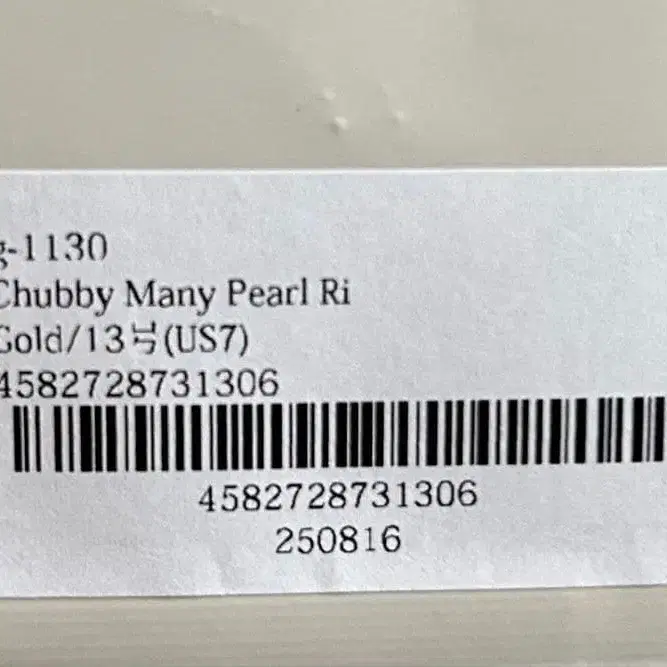 g-1130
Chubby Many Pearl Ri
Gold/13号(US7)
4582728731306
4582728731306
250816